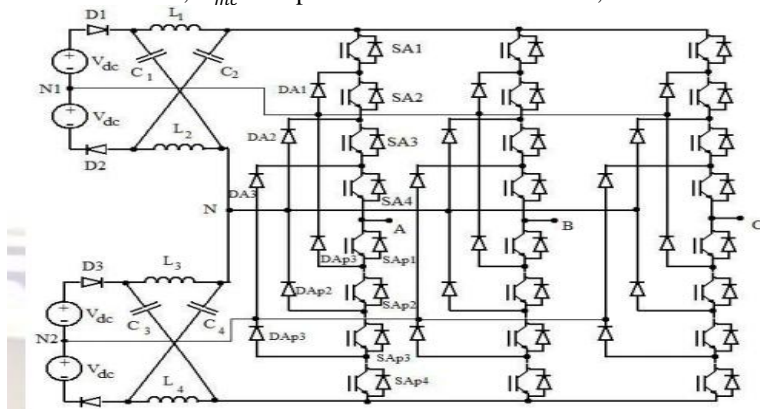 D1
L1
Vdc
C1
C2
SA1
N1
DA1
SA2
Vdc
L2
DA2
SA3
D2
DA3
SA4
N
A
B
C
D3
L3
DAp3
SAp1
Vdc
C3
C4
DAp2
SAp2
N2
DAp3
Vdc
SAp3
L4
SAp4